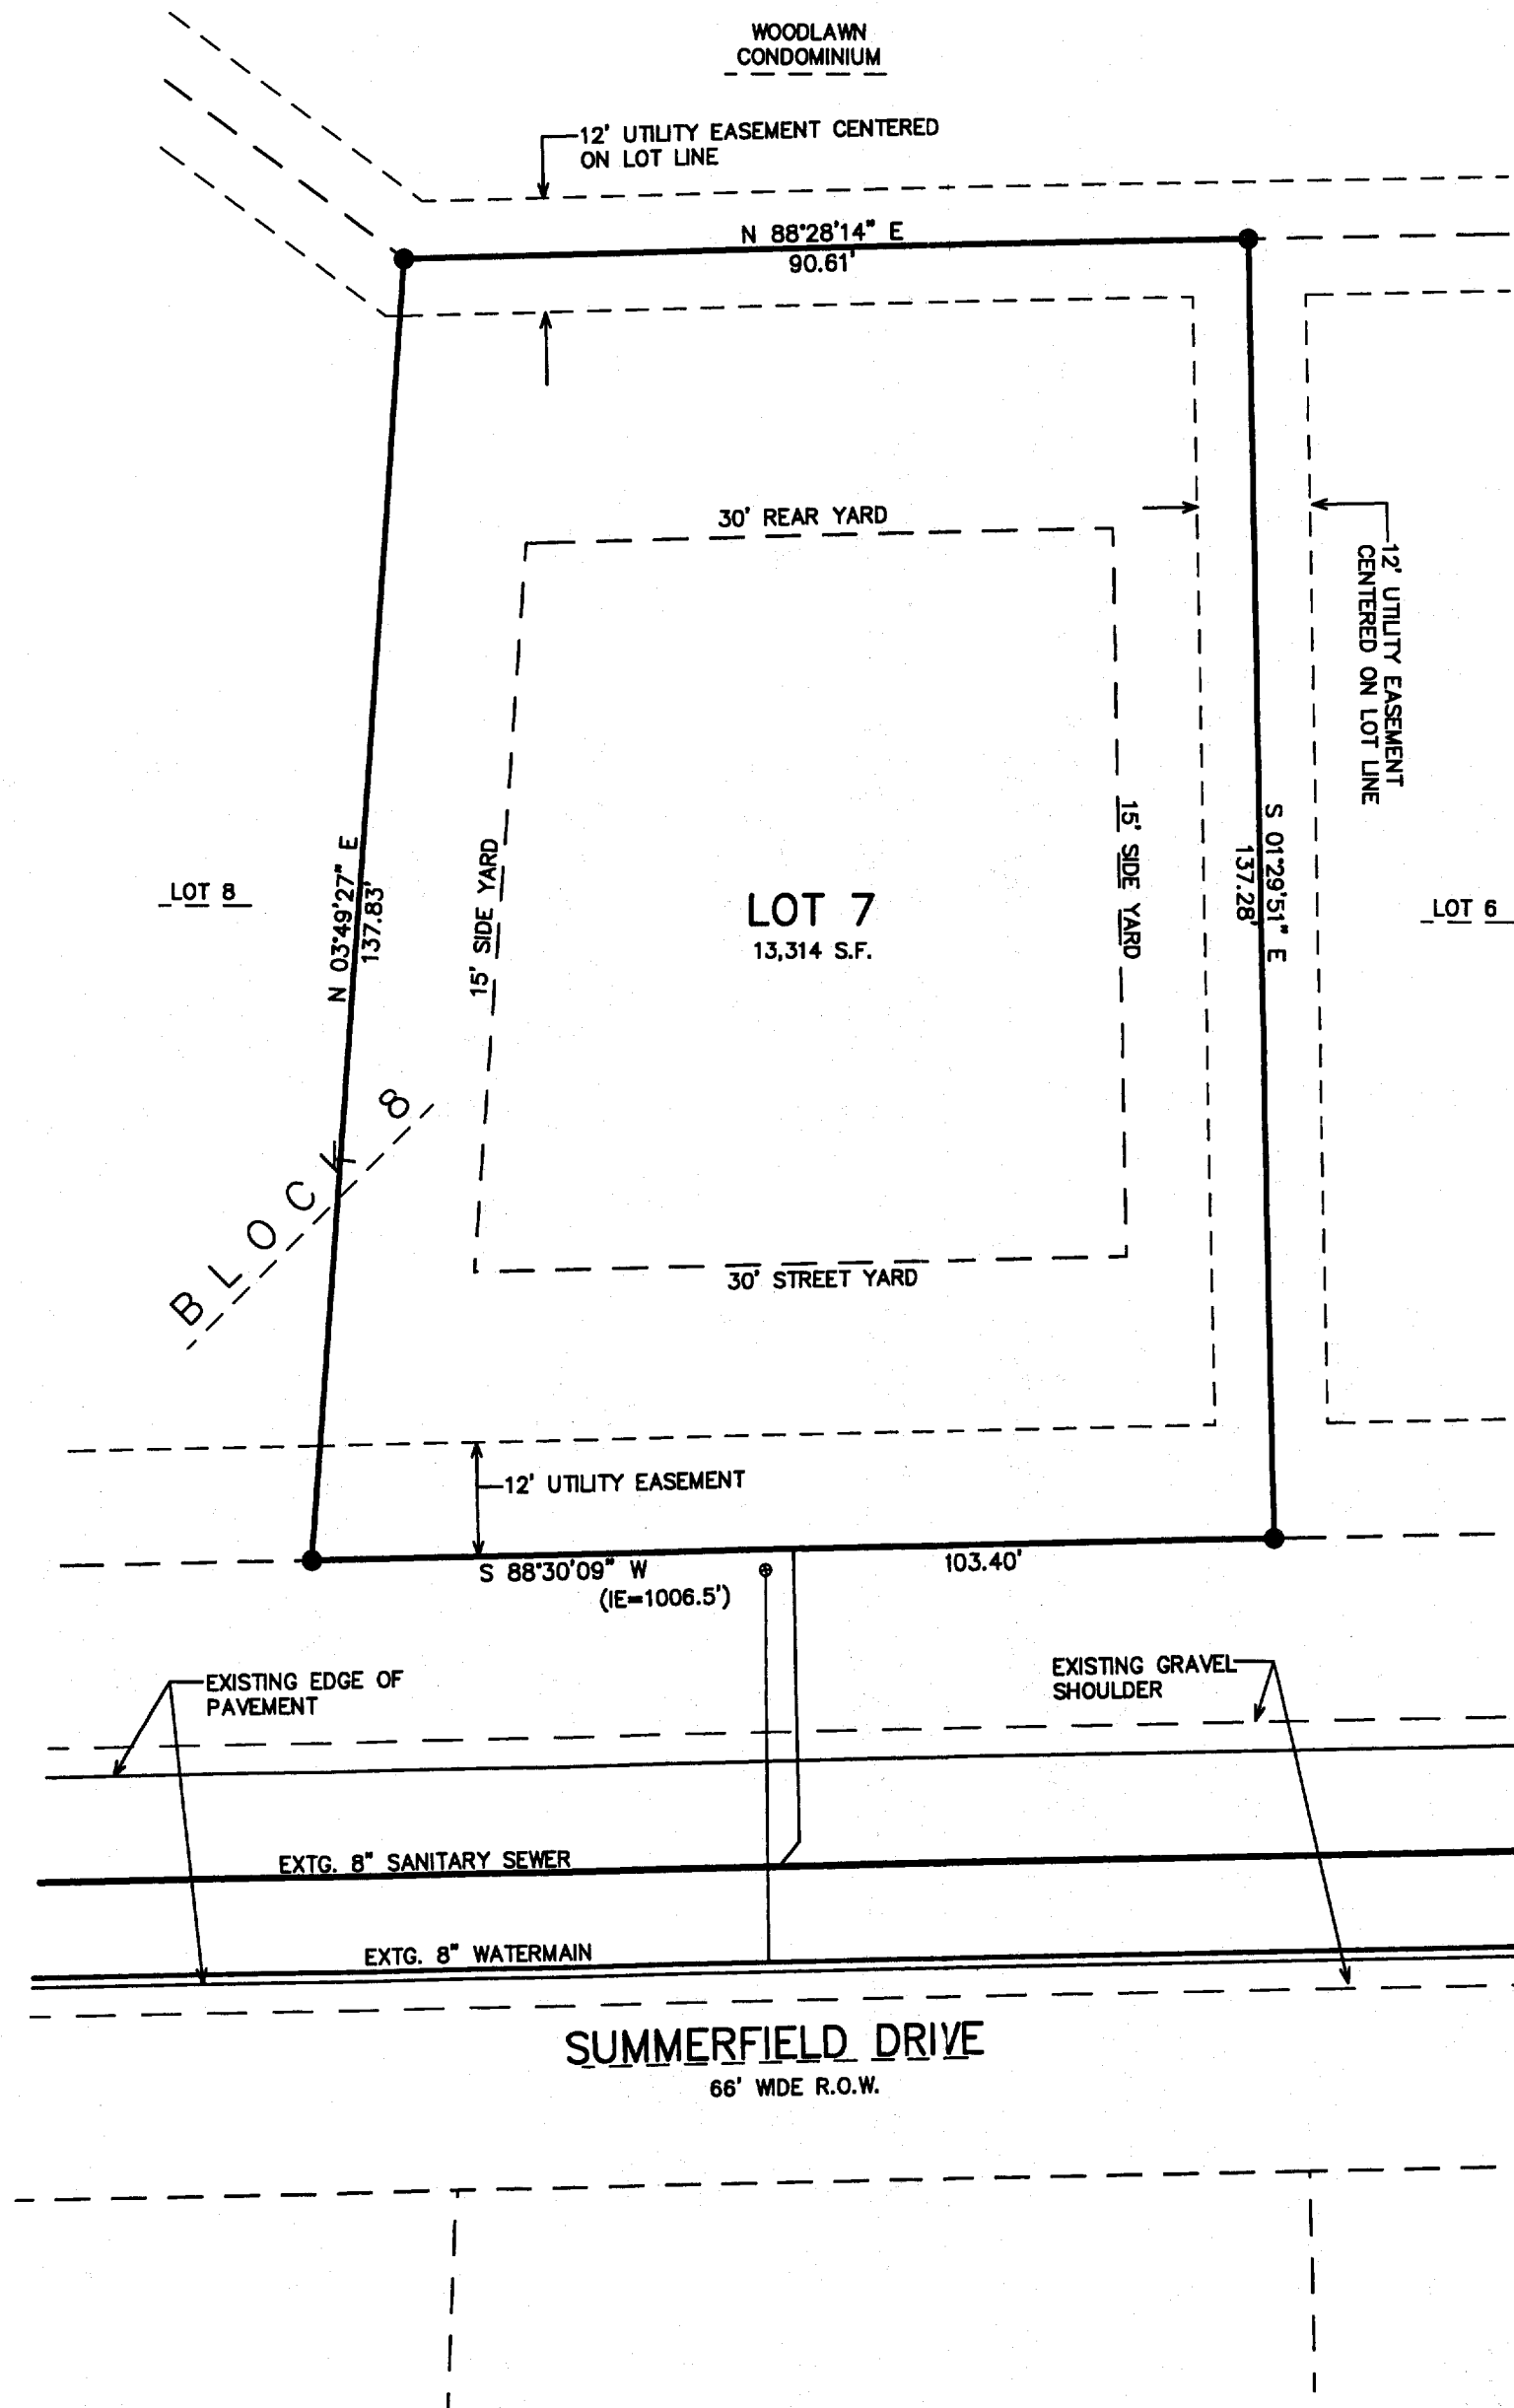 WOODLAWN
CONDOMINIUM
12' UTILITY EASEMENT CENTERED
ON LOT LINE
N 88°28'14" E
90.61'
30' REAR YARD
12' UTILITY EASEMENT
CENTERED ON LOT LINE
N 03°49'27" E
137.83'
15' SIDE YARD
15' SIDE YARD
S 01°29'51" E
137.28'
LOT 8
LOT 7
13,314 S.F.
LOT 6
BLOCK 8
30' STREET YARD
12' UTILITY EASEMENT
S 88°30'09" W
103.40'
(IE=1006.5')
EXISTING EDGE OF
PAVEMENT
EXISTING GRAVEL
SHOULDER
EXTG. 8" SANITARY SEWER
EXTG. 8" WATERMAIN
SUMMERFIELD DRIVE
66' WIDE R.O.W.